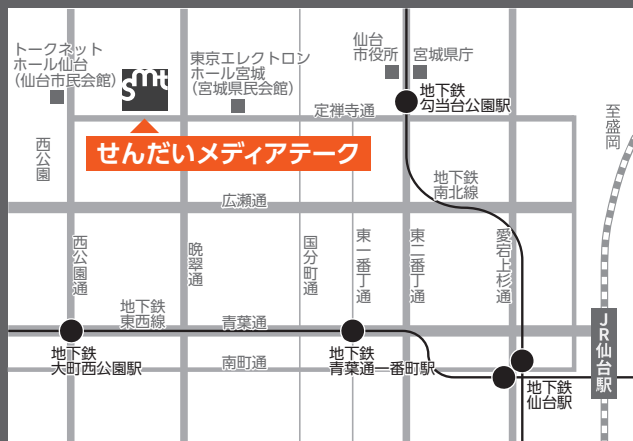 トークネット
ホール仙台
(仙台市民会館)
smt
東京エレクトロン
ホール宮城
(宮城県民会館)
仙台
市役所
宮城県庁
地下鉄
勾当台公園駅
定禅寺通
至盛岡
西公園
せんだいメディアテーク
地下鉄
南北線
広瀬通
西公園通
晩翠通
国分町通
東一番丁通
東二番丁通
愛宕上杉通
地下鉄
東西線
青葉通
JR仙台駅
地下鉄
大町西公園駅
南町通
地下鉄
青葉通一番町駅
地下鉄
仙台駅